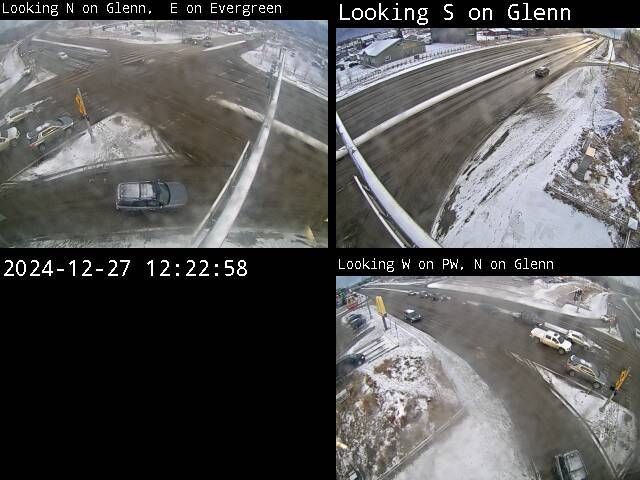 Looking N on Glenn,  E on Evergreen
Looking S on Glenn
2024-12-27 12:22:58
Looking W on PW, N on Glenn